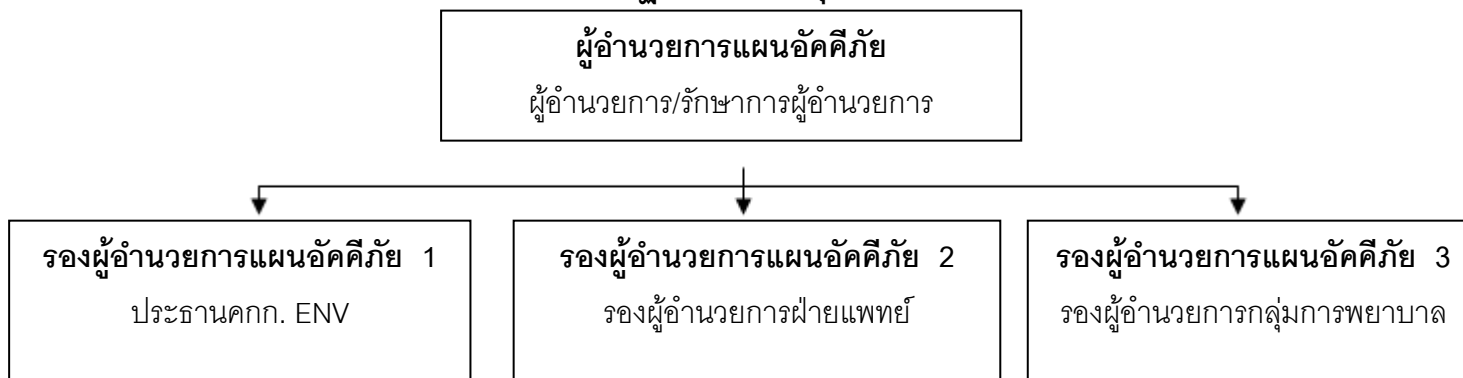 ผู้อำนวยการแผนอัคคีภัย
ผู้อำนวยการ/รักษาการผู้อำนวยการ
รองผู้อำนวยการแผนอัคคีภัย 1
ประธานคกก. ENV
รองผู้อำนวยการแผนอัคคีภัย 2
รองผู้อำนวยการฝ่ายแพทย์
รองผู้อำนวยการแผนอัคคีภัย 3
รองผู้อำนวยการกลุ่มการพยาบาล